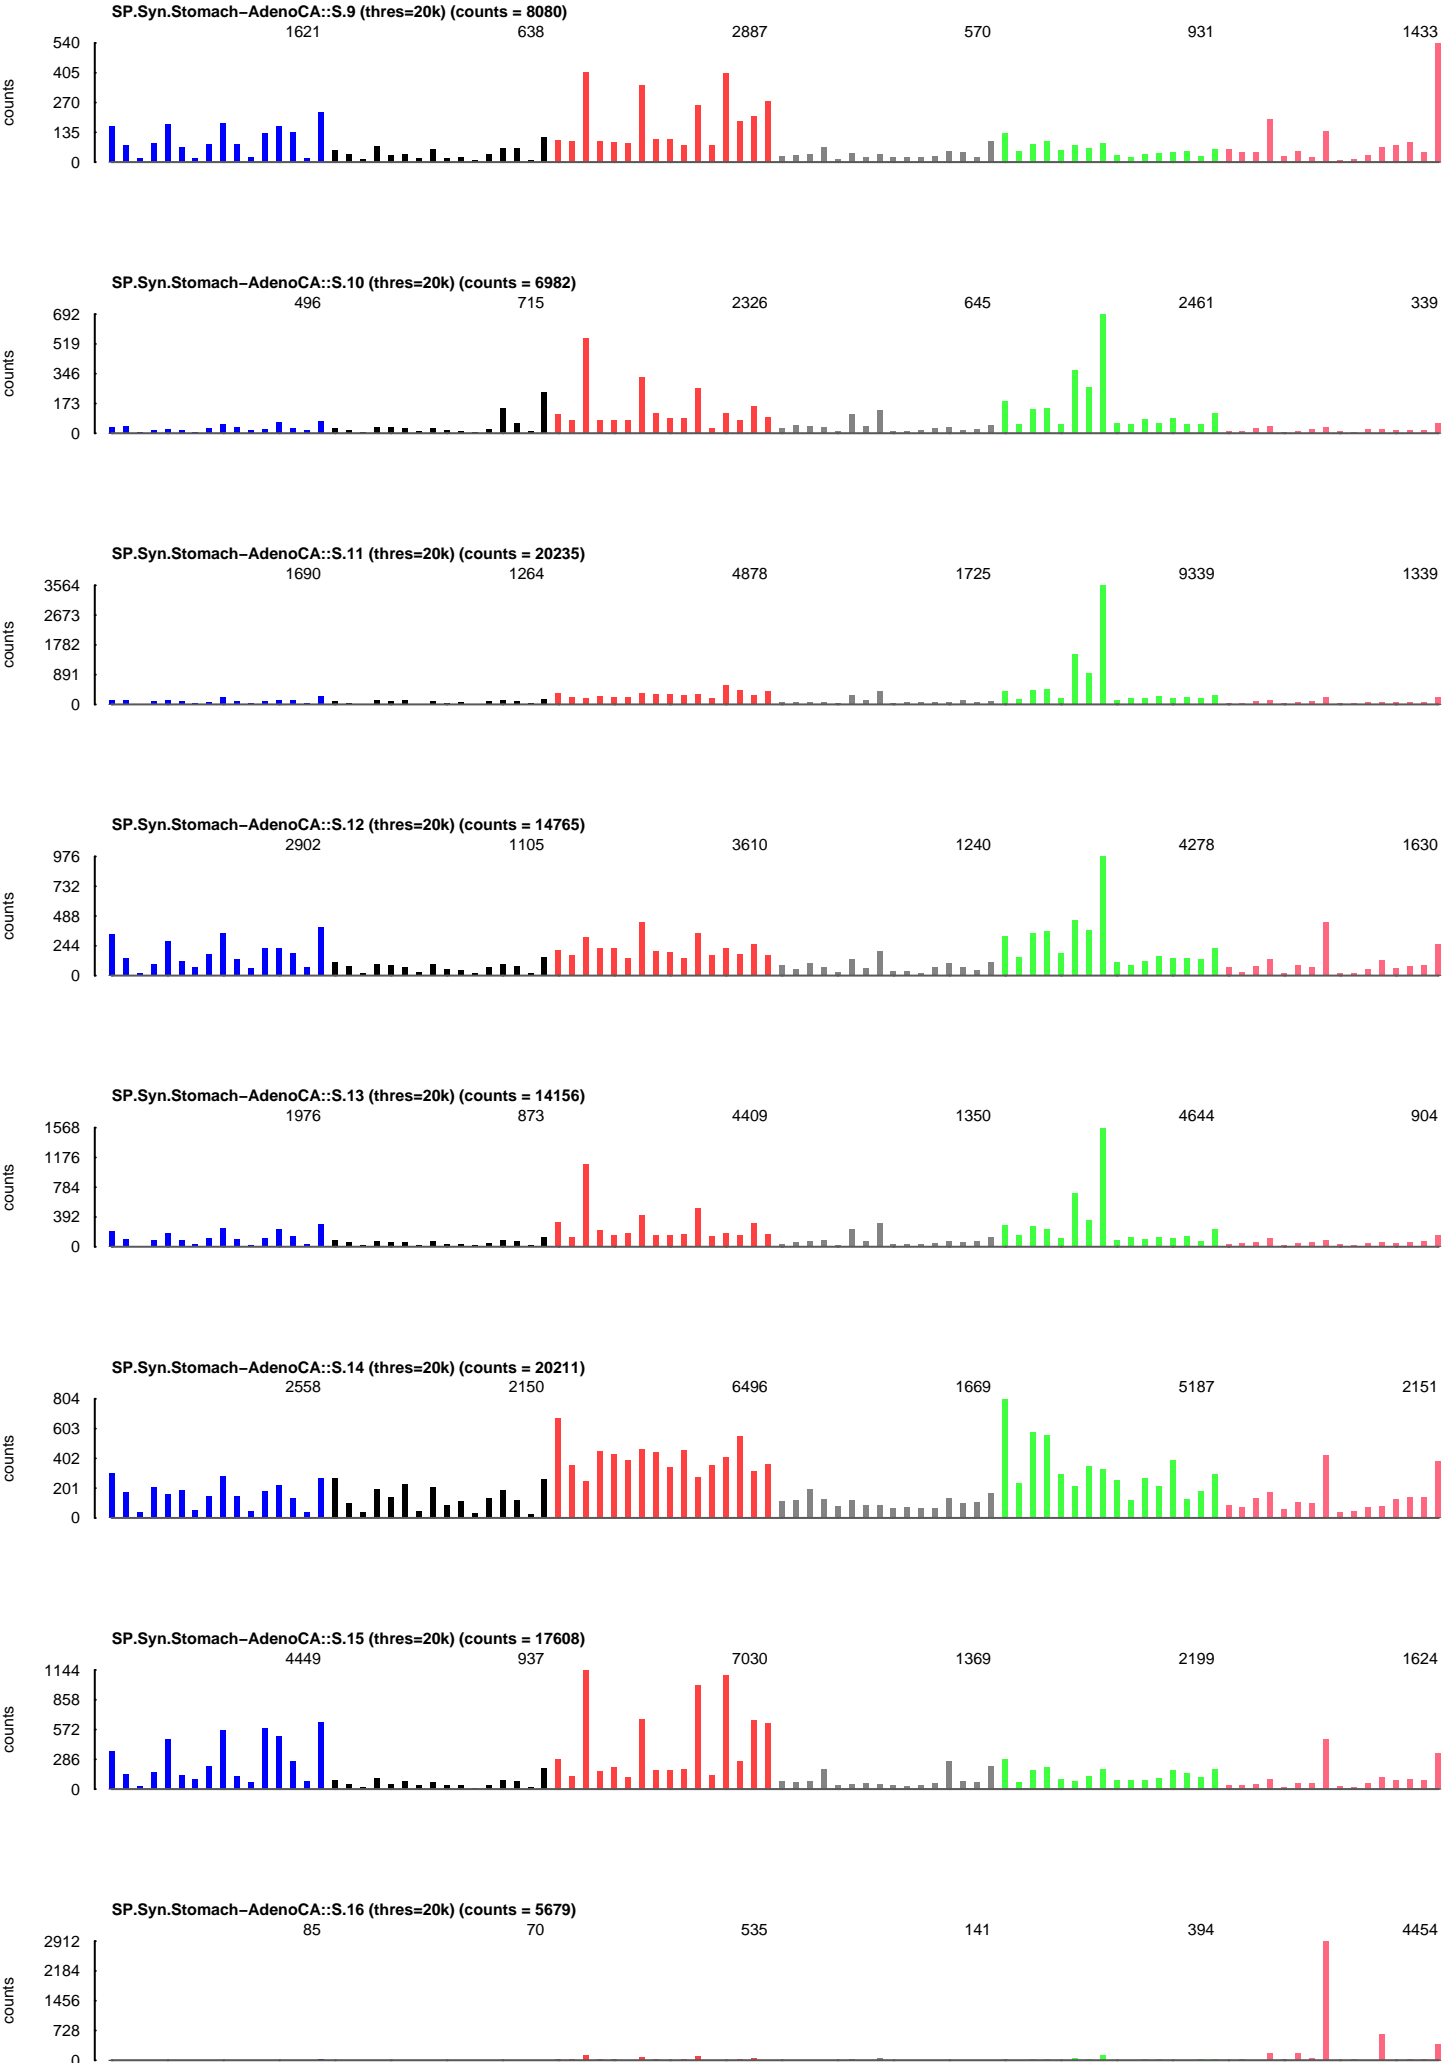 SP.Syn.Stomach−AdenoCA::S.9 (thres=20k) (counts = 8080)
1621 638 2887 570 931 1433
540
405
270
135
0
counts
SP.Syn.Stomach−AdenoCA::S.10 (thres=20k) (counts = 6982)
496 715 2326 645 2461 339
692
519
346
173
0
counts
SP.Syn.Stomach−AdenoCA::S.11 (thres=20k) (counts = 20235)
1690 1264 4878 1725 9339 1339
3564
2673
1782
891
0
counts
SP.Syn.Stomach−AdenoCA::S.12 (thres=20k) (counts = 14765)
2902 1105 3610 1240 4278 1630
976
732
488
244
0
counts
SP.Syn.Stomach−AdenoCA::S.13 (thres=20k) (counts = 14156)
1976 873 4409 1350 4644 904
1568
1176
784
392
0
counts
SP.Syn.Stomach−AdenoCA::S.14 (thres=20k) (counts = 20211)
2558 2150 6496 1669 5187 2151
804
603
402
201
0
counts
SP.Syn.Stomach−AdenoCA::S.15 (thres=20k) (counts = 17608)
4449 937 7030 1369 2199 1624
1144
858
572
286
0
counts
SP.Syn.Stomach−AdenoCA::S.16 (thres=20k) (counts = 5679)
85 70 535 141 394 4454
2912
2184
1456
728
0
counts